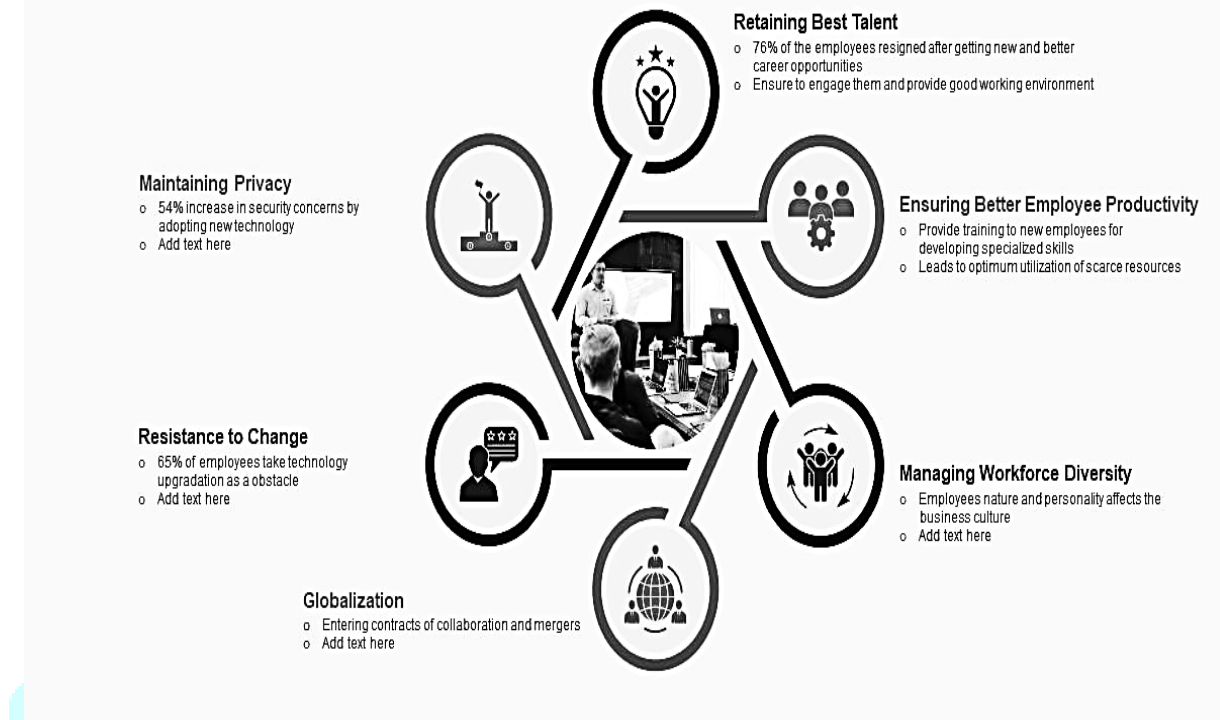 Retaining Best Talent
o 76% of the employees resigned after getting new and better
career opportunities
o Ensure to engage them and provide good working environment
Maintaining Privacy
o 54% increase in security concerns by
adopting new technology
o Add text here
Ensuring Better Employee Productivity
o Provide training to new employees for
developing specialized skills
o Leads to optimum utilization of scarce resources
Resistance to Change
o 65% of employees take technology
upgradation as a obstacle
o Add text here
Managing Workforce Diversity
o Employees nature and personality affects the
business culture
o Add text here
Globalization
o Entering contracts of collaboration and mergers
o Add text here